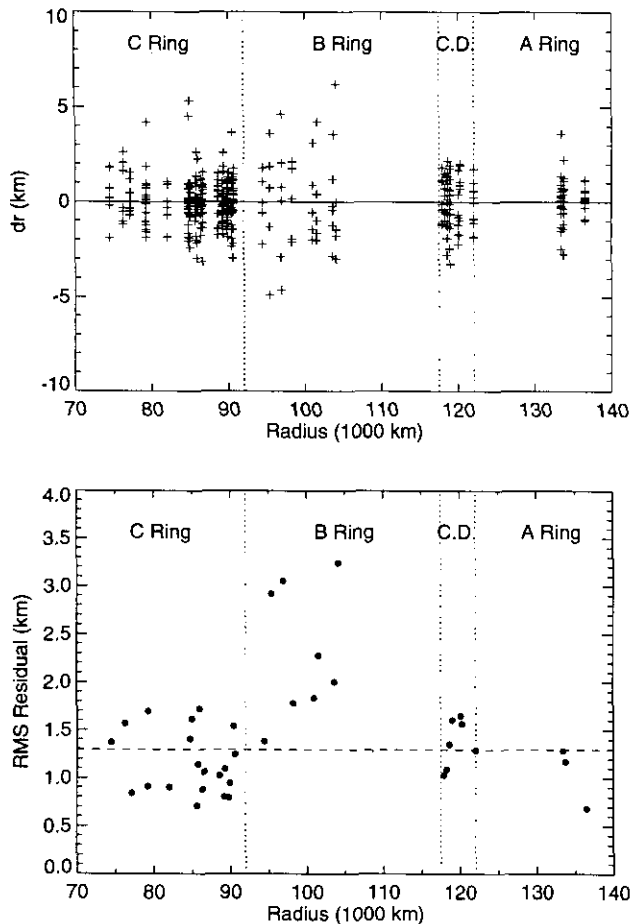 10
5
0
-5
-10
dr (km)
C Ring
B Ring
C.D.
A Ring
70 80 90 100 110 120 130 140
Radius (1000 km)
4.0
3.5
3.0
2.5
2.0
1.5
1.0
0.5
0.0
RMS Residual (km)
C Ring
B Ring
C.D.
A Ring
70 80 90 100 110 120 130 140
Radius (1000 km)